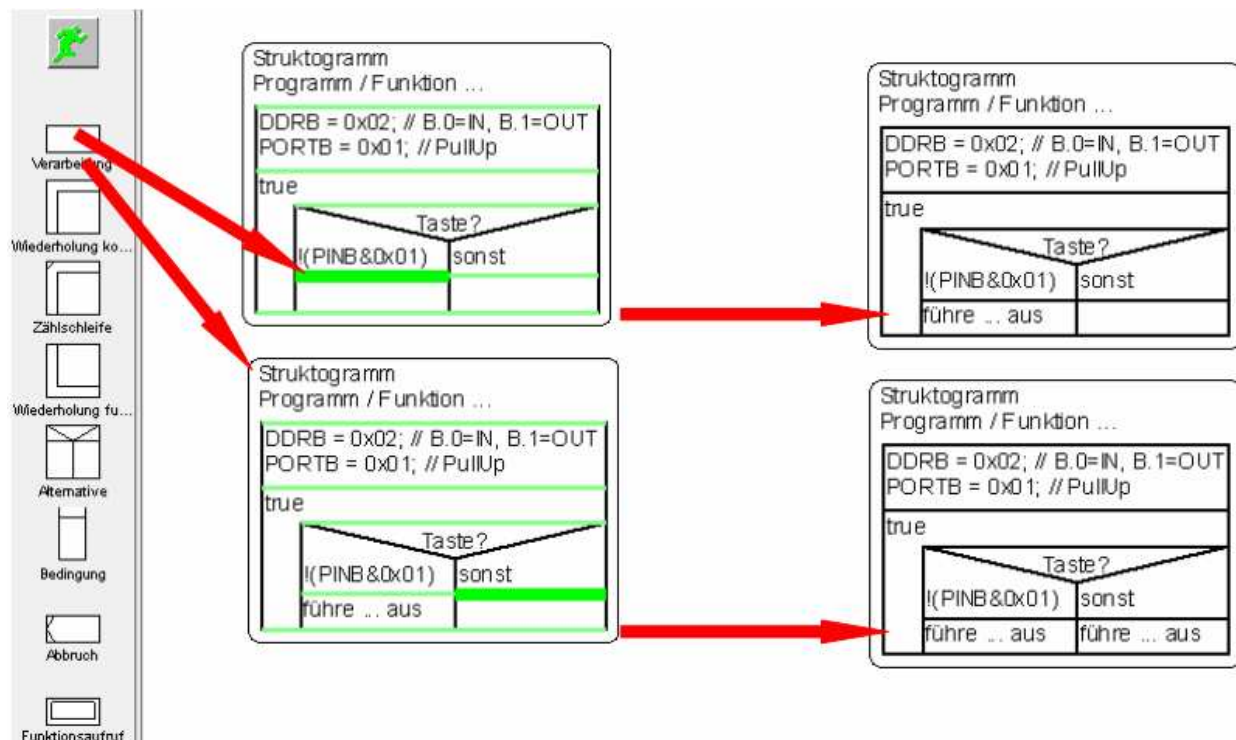 Verarbeitung
Wiederholung ko...
Zählschleife
Wiederholung fu...
Alternative
Bedingung
Abbruch
Funktionsaufruf
Struktogramm
Programm / Funktion ...
DDRB = 0x02; // B.0=IN, B.1=OUT
PORTB = 0x01; // PullUp
true
Taste?
!(PINB&0x01) sonst
Struktogramm
Programm / Funktion ...
DDRB = 0x02; // B.0=IN, B.1=OUT
PORTB = 0x01; // PullUp
true
Taste?
!(PINB&0x01) sonst
führe ... aus
Struktogramm
Programm / Funktion ...
DDRB = 0x02; // B.0=IN, B.1=OUT
PORTB = 0x01; // PullUp
true
Taste?
!(PINB&0x01) sonst
führe ... aus
Struktogramm
Programm / Funktion ...
DDRB = 0x02; // B.0=IN, B.1=OUT
PORTB = 0x01; // PullUp
true
Taste?
!(PINB&0x01) sonst
führe ... aus führe ... aus